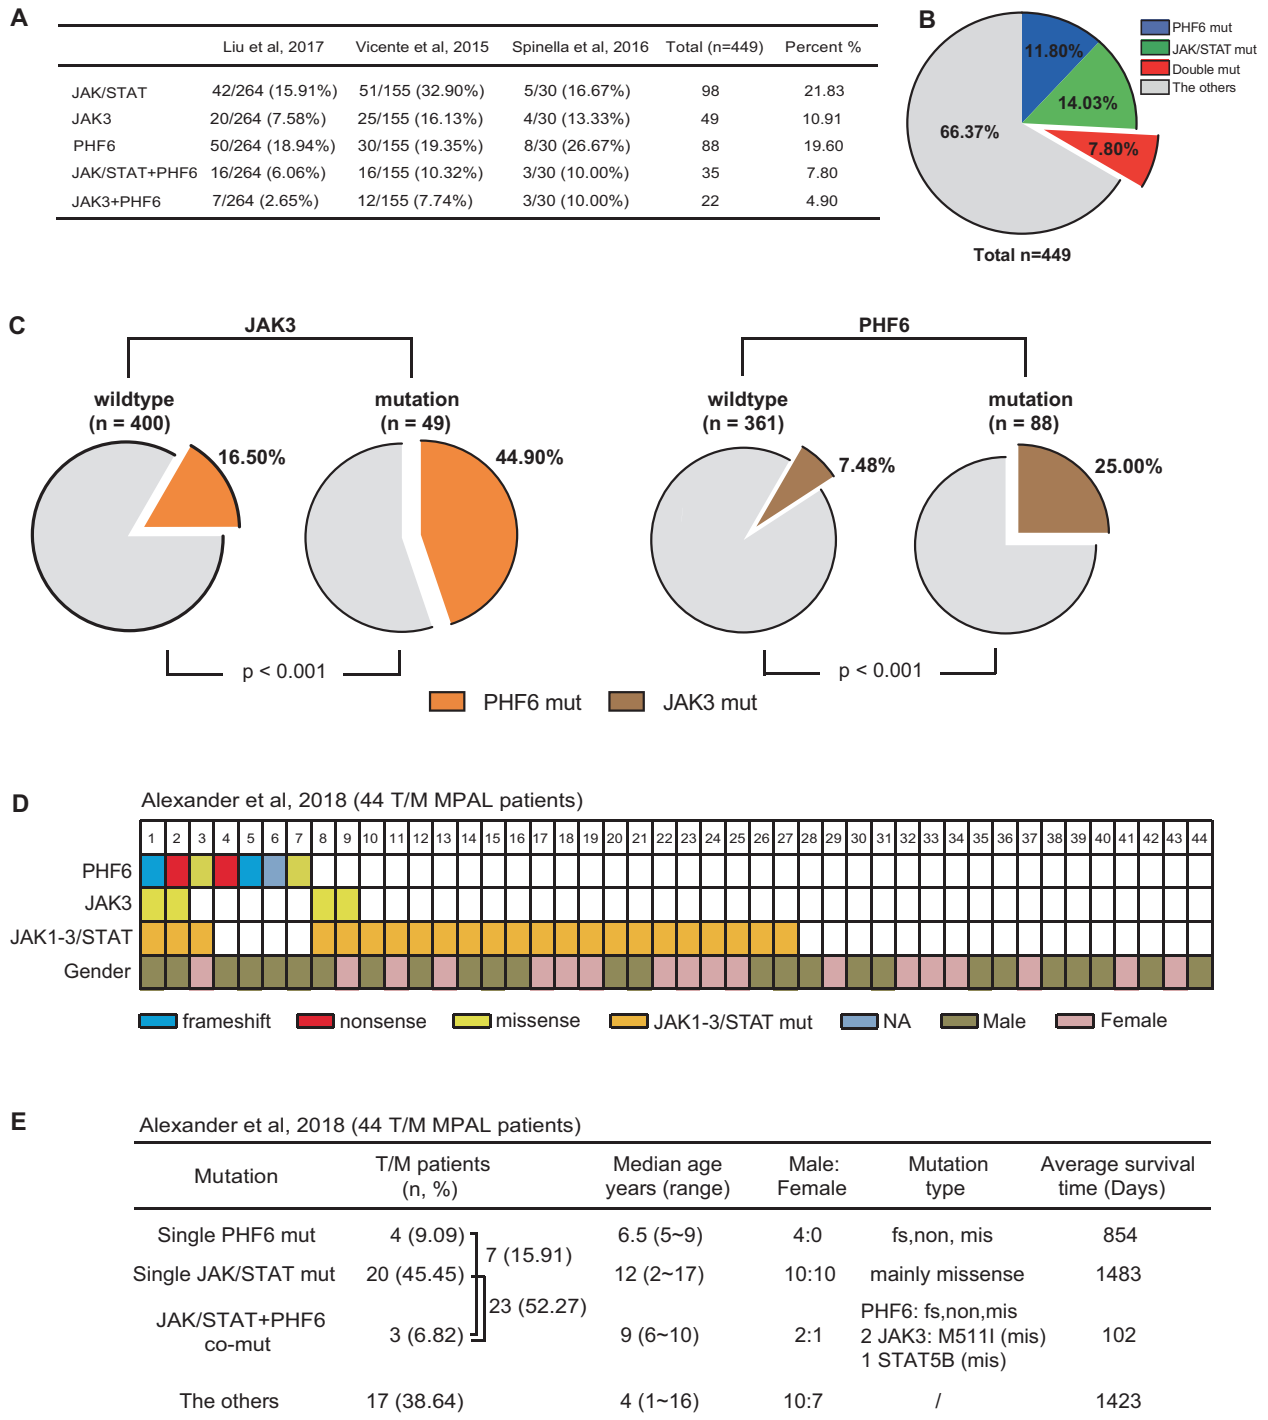 A
Liu et al, 2017 Vicente et al, 2015 Spinella et al, 2016 Total (n=449) Percent %
JAK/STAT 42/264 (15.91%) 51/155 (32.90%) 5/30 (16.67%) 98 21.83
JAK3 20/264 (7.58%) 25/155 (16.13%) 4/30 (13.33%) 49 10.91
PHF6 50/264 (18.94%) 30/155 (19.35%) 8/30 (26.67%) 88 19.60
JAK/STAT+PHF6 16/264 (6.06%) 16/155 (10.32%) 3/30 (10.00%) 35 7.80
JAK3+PHF6 7/264 (2.65%) 12/155 (7.74%) 3/30 (10.00%) 22 4.90
B
11.80%
14.03%
7.80%
66.37%
PHF6 mut
JAK/STAT mut
Double mut
The others
Total n=449
C
JAK3
wildtype
(n = 400)
16.50%
mutation
(n = 49)
44.90%
p < 0.001
PHF6
wildtype
(n = 361)
7.48%
mutation
(n = 88)
25.00%
p < 0.001
PHF6 mut JAK3 mut
D
Alexander et al, 2018 (44 T/M MPAL patients)
1 2 3 4 5 6 7 8 9 10 11 12 13 14 15 16 17 18 19 20 21 22 23 24 25 26 27 28 29 30 31 32 33 34 35 36 37 38 39 40 41 42 43 44
PHF6
JAK3
JAK1-3/STAT
Gender
frameshift nonsense missense JAK1-3/STAT mut NA Male Female
E
Alexander et al, 2018 (44 T/M MPAL patients)
Mutation
T/M patients
(n, %)
Median age
years (range)
Male:
Female
Mutation
type
Average survival
time (Days)
Single PHF6 mut 4 (9.09) 6.5 (5~9) 4:0 fs,non, mis 854
7 (15.91)
Single JAK/STAT mut 20 (45.45) 12 (2~17) 10:10 mainly missense 1483
23 (52.27)
JAK/STAT+PHF6
co-mut
3 (6.82) 9 (6~10) 2:1
PHF6: fs,non,mis
2 JAK3: M511I (mis)
1 STAT5B (mis)
102
The others 17 (38.64) 4 (1~16) 10:7 / 1423